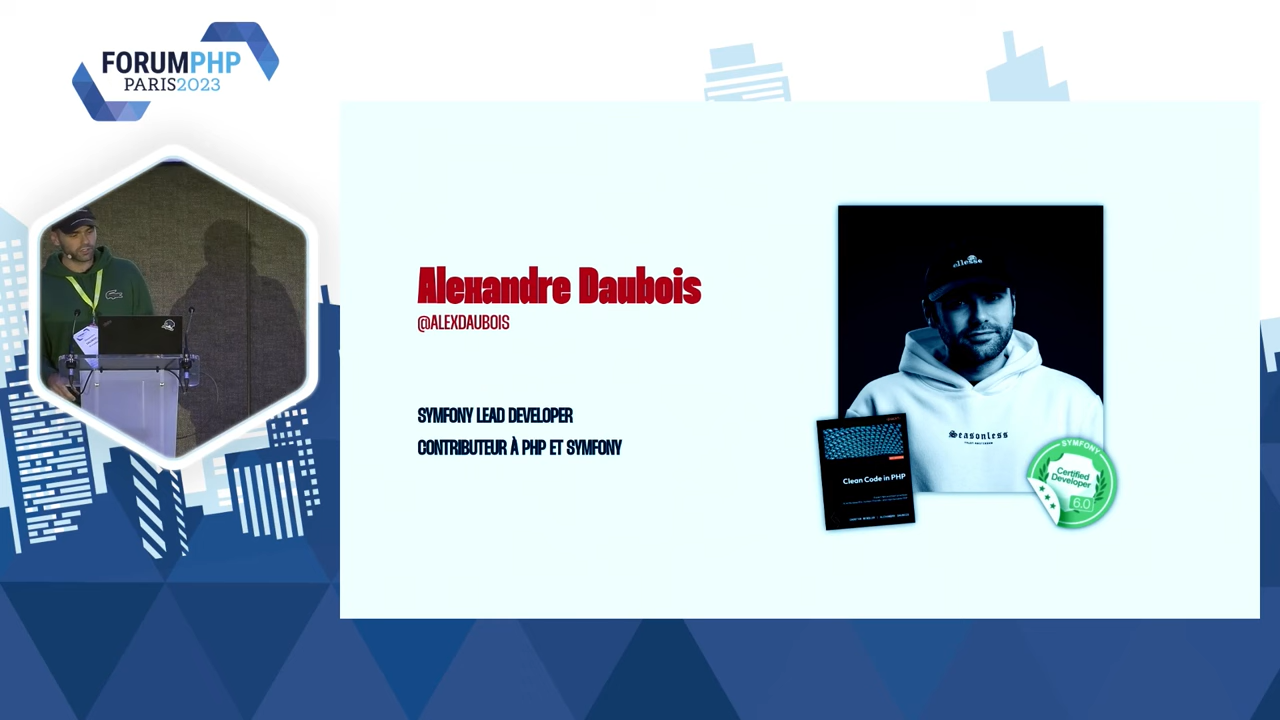 FORUMPHP
PARIS2023
Alexandre Daubois
@ALEXDAUBOIS
SYMFONY LEAD DEVELOPER
CONTRIBUTEUR À PHP ET SYMFONY
ellesse
Seasonless
Clean Code in PHP
SYMFONY
Certified
Developer
6.0